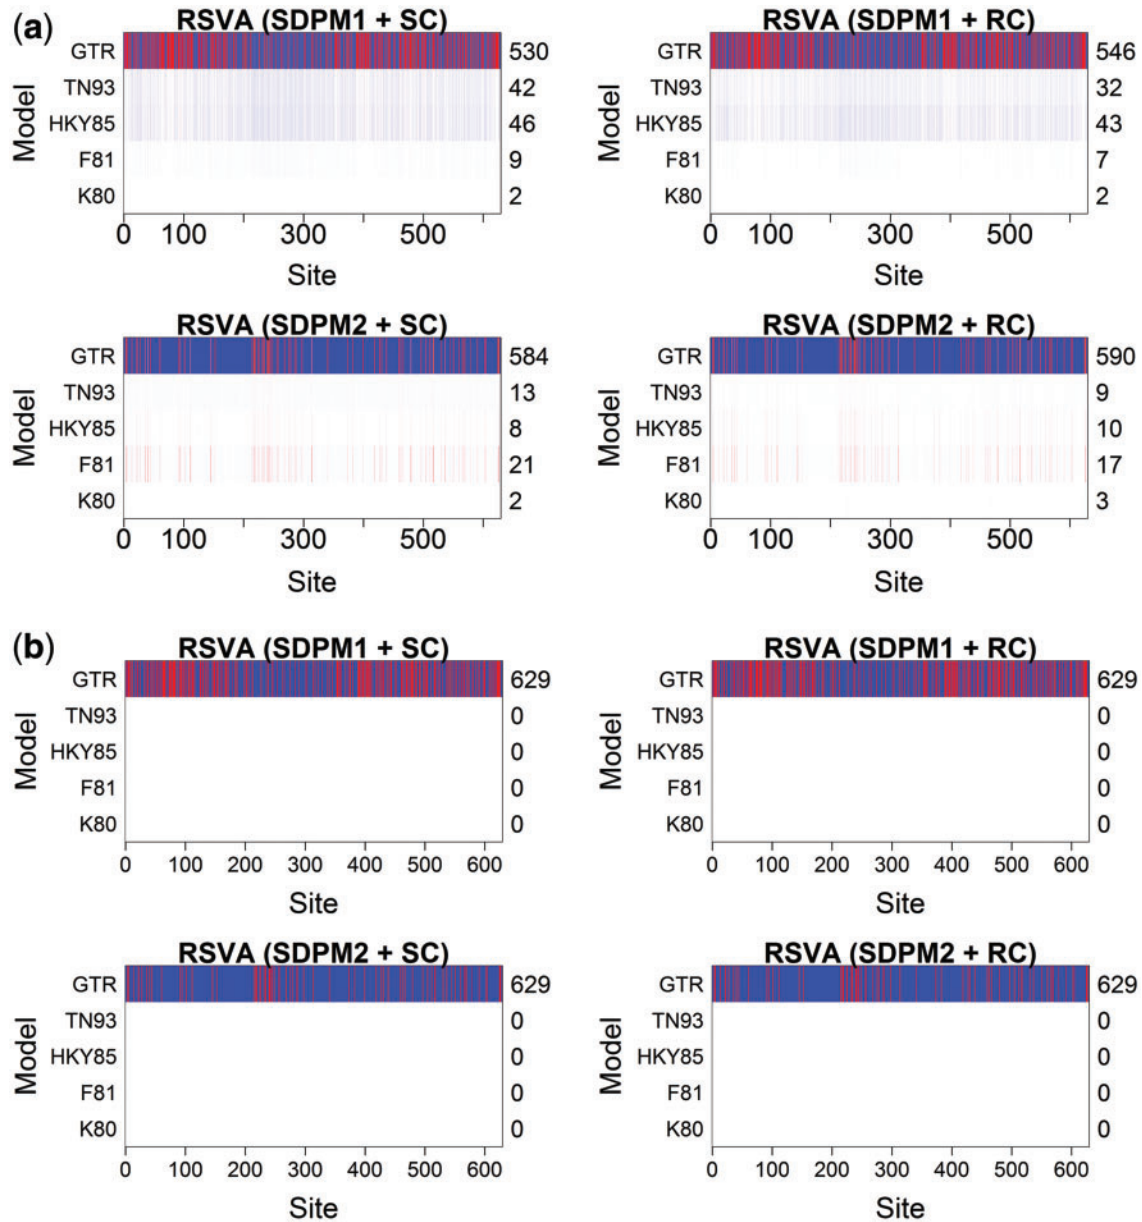 (a)
RSVA (SDPM1 + SC)
Model
GTR 530
TN93 42
HKY85 46
F81 9
K80 2
0 100 300 500
Site
RSVA (SDPM1 + RC)
Model
GTR 546
TN93 32
HKY85 43
F81 7
K80 2
0 100 300 500
Site
RSVA (SDPM2 + SC)
Model
GTR 584
TN93 13
HKY85 8
F81 21
K80 2
0 100 300 500
Site
RSVA (SDPM2 + RC)
Model
GTR 590
TN93 9
HKY85 10
F81 17
K80 3
0 100 300 500
Site
(b)
RSVA (SDPM1 + SC)
Model
GTR 629
TN93 0
HKY85 0
F81 0
K80 0
0 100 200 300 400 500 600
Site
RSVA (SDPM1 + RC)
Model
GTR 629
TN93 0
HKY85 0
F81 0
K80 0
0 100 200 300 400 500 600
Site
RSVA (SDPM2 + SC)
Model
GTR 629
TN93 0
HKY85 0
F81 0
K80 0
0 100 200 300 400 500 600
Site
RSVA (SDPM2 + RC)
Model
GTR 629
TN93 0
HKY85 0
F81 0
K80 0
0 100 200 300 400 500 600
Site